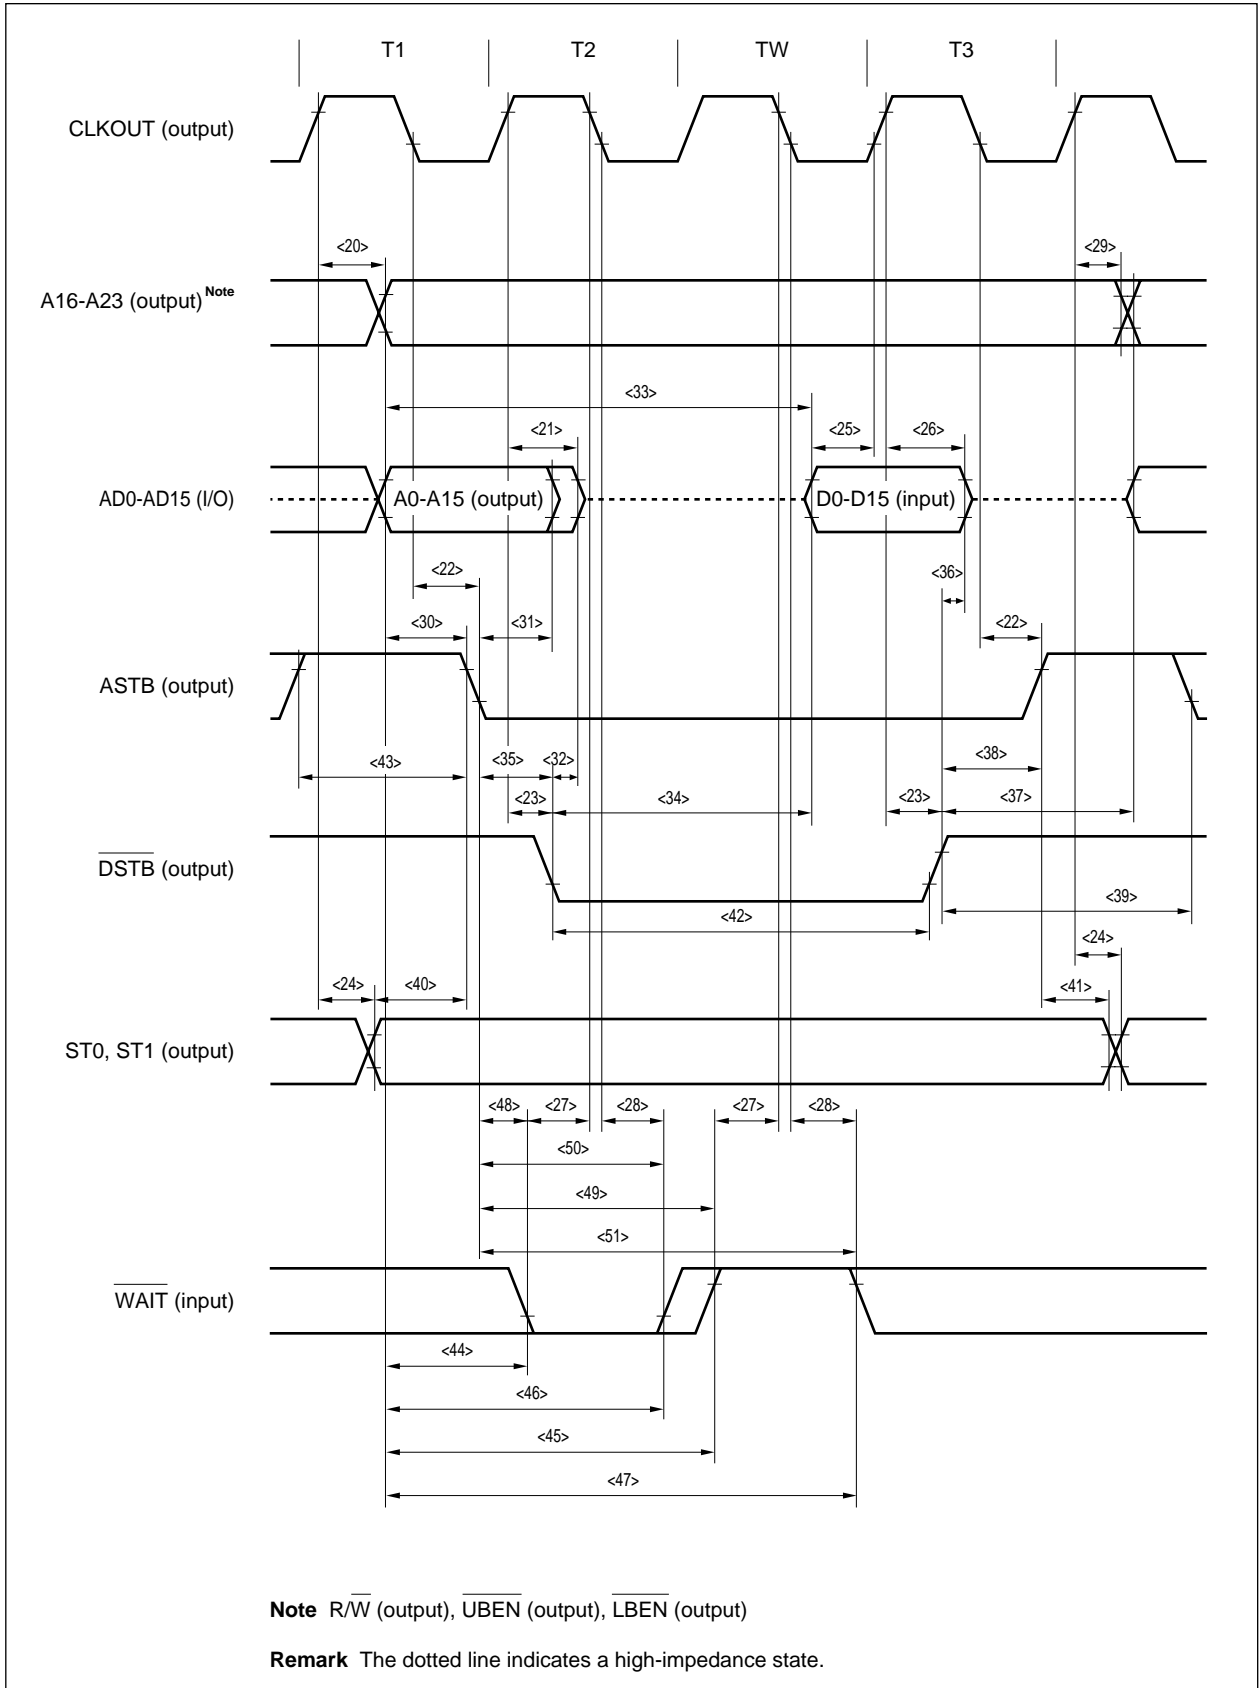 T1 T2 TW T3
CLKOUT (output)
<20> <29>
A16-A23 (output) Note
<33>
<21> <25> <26>
AD0-AD15 (I/O) A0-A15 (output) D0-D15 (input)
<22> <36>
<30> <31> <22>
ASTB (output)
<43> <35> <32> <38>
<23> <34> <23> <37>
DSTB (output)
<39>
<42>
<24>
<24> <40> <41>
ST0, ST1 (output)
<48> <27> <28> <27> <28>
<50>
<49>
<51>
WAIT (input)
<44>
<46>
<45>
<47>
Note R/W (output), UBEN (output), LBEN (output)
Remark The dotted line indicates a high-impedance state.